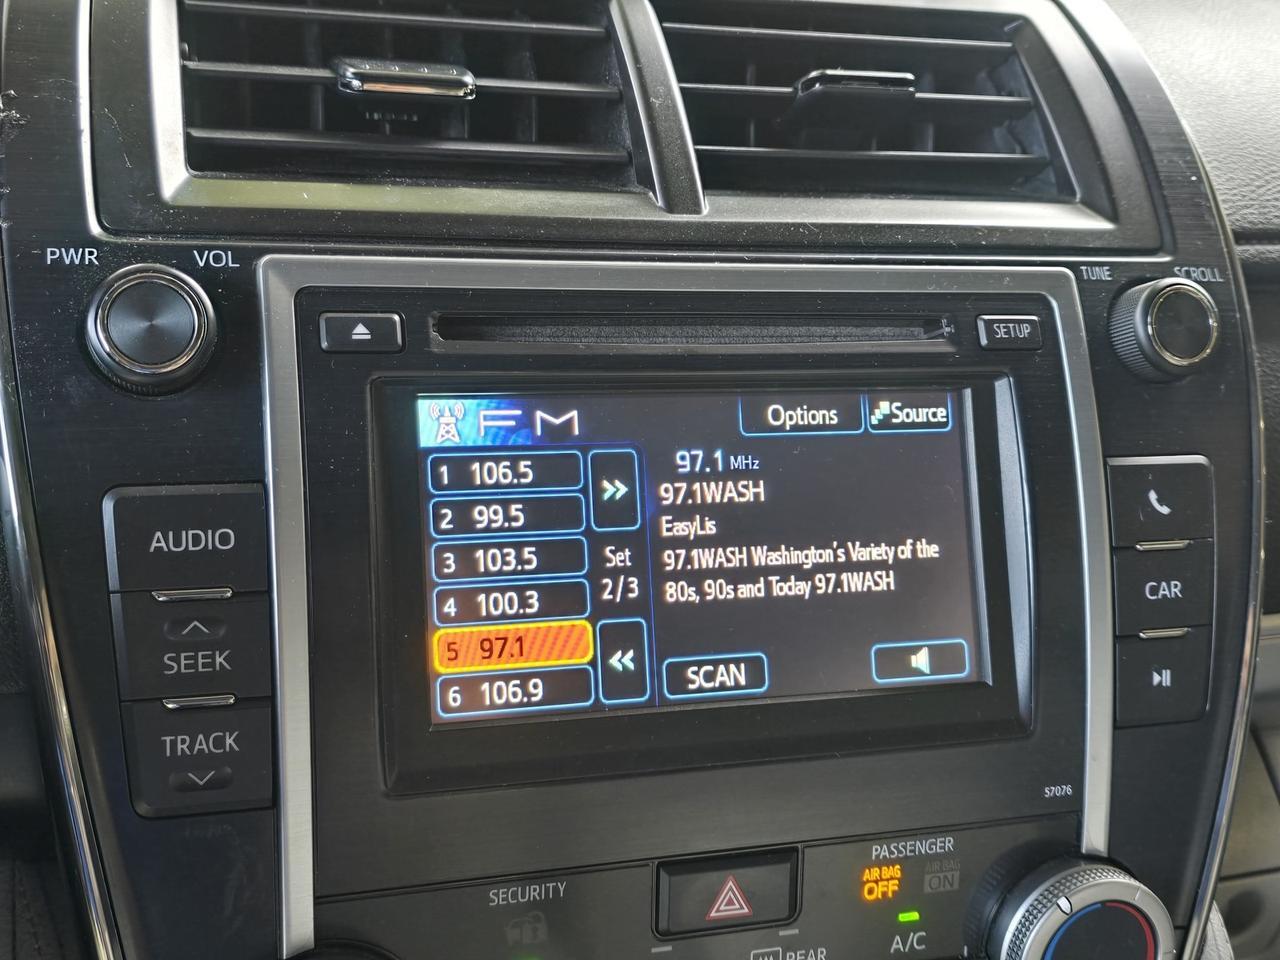 PWR VOL
TUNE SCROLL
SETUP
FM
Options
Source
1 106.5
2 99.5
3 103.5
4 100.3
5 97.1
6 106.9
Set
2/3
97.1 MHz
97.1WASH
EasyLis
97.1WASH Washington's Variety of the
80s, 90s and Today 97.1WASH
SCAN
AUDIO
SEEK
TRACK
CAR
57076
SECURITY
PASSENGER
AIR BAG
OFF
AIR BAG
ON
A/C
REAR